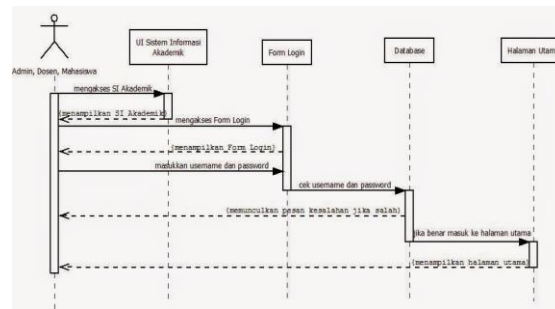 UI Sistem Informasi
Akademik
Form Login
Database
Halaman Utam
Admin, Dosen, Mahasiswa
mengakses SI Akademik
(menampilkan SI Akademik)
mengakses Form Login
(menampilkan Form Login)
masukkan username dan password
cek username dan password
(memunculkan pesan kesalahan jika salah)
jika benar masuk ke halaman utama
(menampilkan halaman utama)